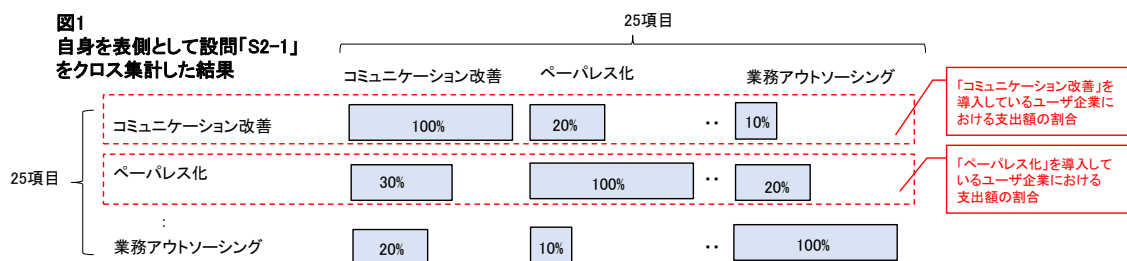 図1
自身を表側として設問「S2-1」
をクロス集計した結果
25項目
コミュニケーション改善
ペーパレス化
業務アウトソーシング
コミュニケーション改善
100%
20%
‥
10%
「コミュニケーション改善」を
導入しているユーザ企業に
おける支出額の割合
25項目
ペーパレス化
30%
100%
‥
20%
「ペーパレス化」を導入して
いるユーザ企業における
支出額の割合
:
業務アウトソーシング
20%
10%
‥
100%